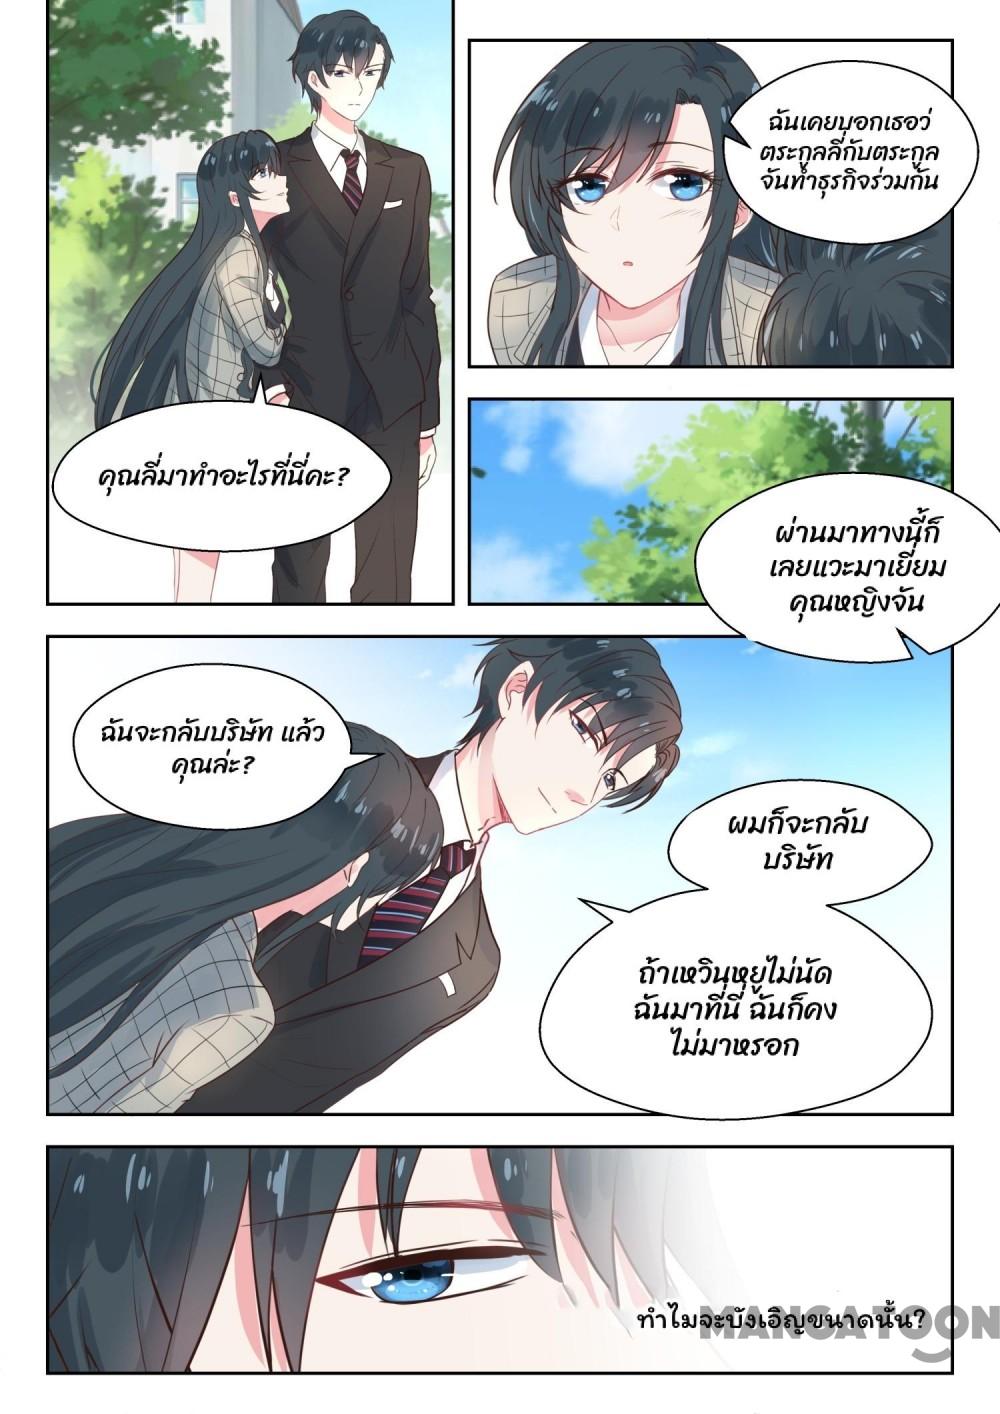 คุณลี่มาทำอะไรที่นี่คะ?
ฉันเคยบอกเธอว่
ตระกูลลี่กับตระกูล
จันทำธุรกิจร่วมกัน
ผ่านมาทางนี้ก็
เลยแวะมาเยี่ยม
คุณหญิงจัน
ฉันจะกลับบริษัท แล้ว
คุณล่ะ?
ผมก็จะกลับ
บริษัท
ถ้าเหวินหยูไม่นัด
ฉันมาที่นี่ ฉันก็คง
ไม่มาหรอก
ทำไมจะบังเอิญขนาดนั้น?
MANGATOON